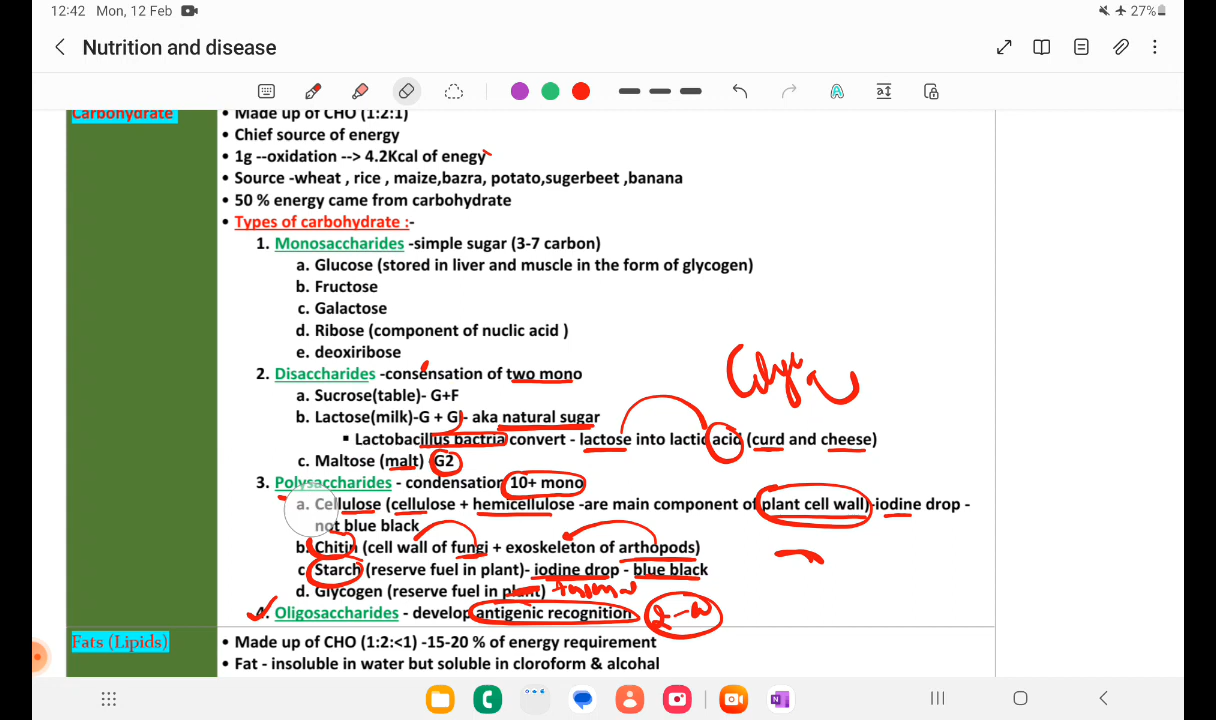 12:42 Mon, 12 Feb 27%
Nutrition and disease
Carbohydrate
• Made up of CHO (1:2:1)
• Chief source of energy
• 1g --oxidation --> 4.2Kcal of enegy
• Source -wheat , rice , maize,bazra, potato,sugerbeet ,banana
• 50 % energy came from carbohydrate
• Types of carbohydrate :-
1. Monosaccharides -simple sugar (3-7 carbon)
a. Glucose (stored in liver and muscle in the form of glycogen)
b. Fructose
c. Galactose
d. Ribose (component of nuclic acid )
e. deoxiribose
2. Disaccharides -consensation of two mono
a. Sucrose(table)- G+F
b. Lactose(milk)-G + Gl- aka natural sugar
▪ Lactobacillus bactria convert - lactose into lactic acid (curd and cheese)
c. Maltose (malt) G2
3. Polysaccharides - condensation 10+ mono
a. Cellulose (cellulose + hemicellulose -are main component of plant cell wall)-iodine drop -
not blue black
b. Chitin (cell wall of fungi + exoskeleton of arthopods)
c. Starch (reserve fuel in plant)- iodine drop - blue black
d. Glycogen (reserve fuel in plant)
4. Oligosaccharides - develop antigenic recognition
Fats (Lipids)
• Made up of CHO (1:2:<1) -15-20 % of energy requirement
• Fat - insoluble in water but soluble in cloroform & alcohal